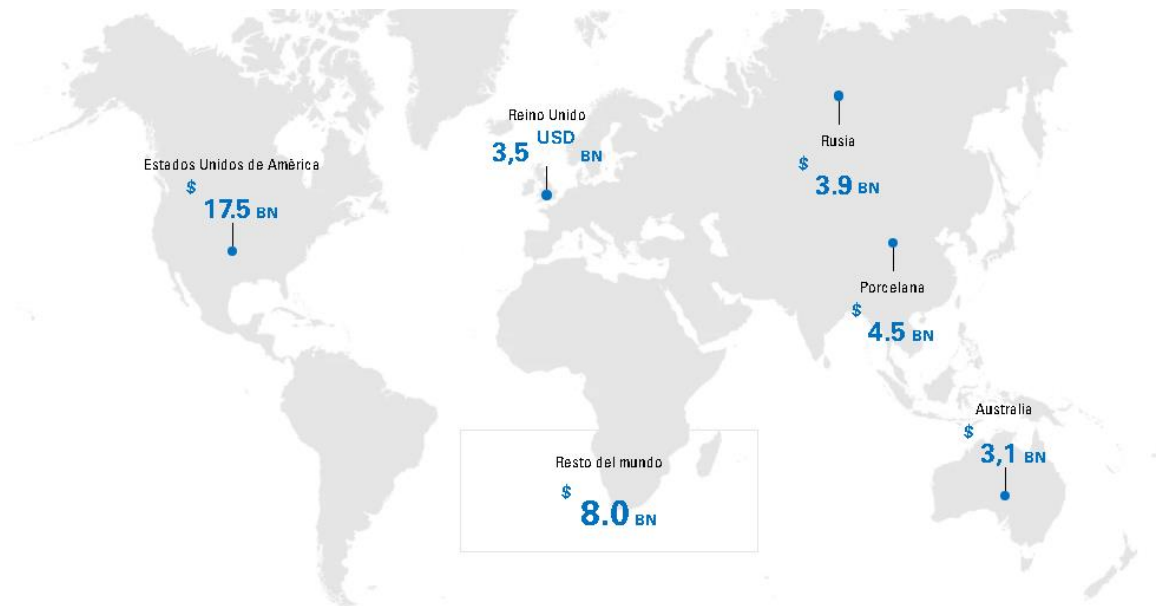 Reino Unido
3,5 USD BN
Estados Unidos de América
$
17.5 BN
Rusia
$
3.9 BN
Porcelana
$
4.5 BN
Australia
$
3,1 BN
Resto del mundo
$
8.0 BN